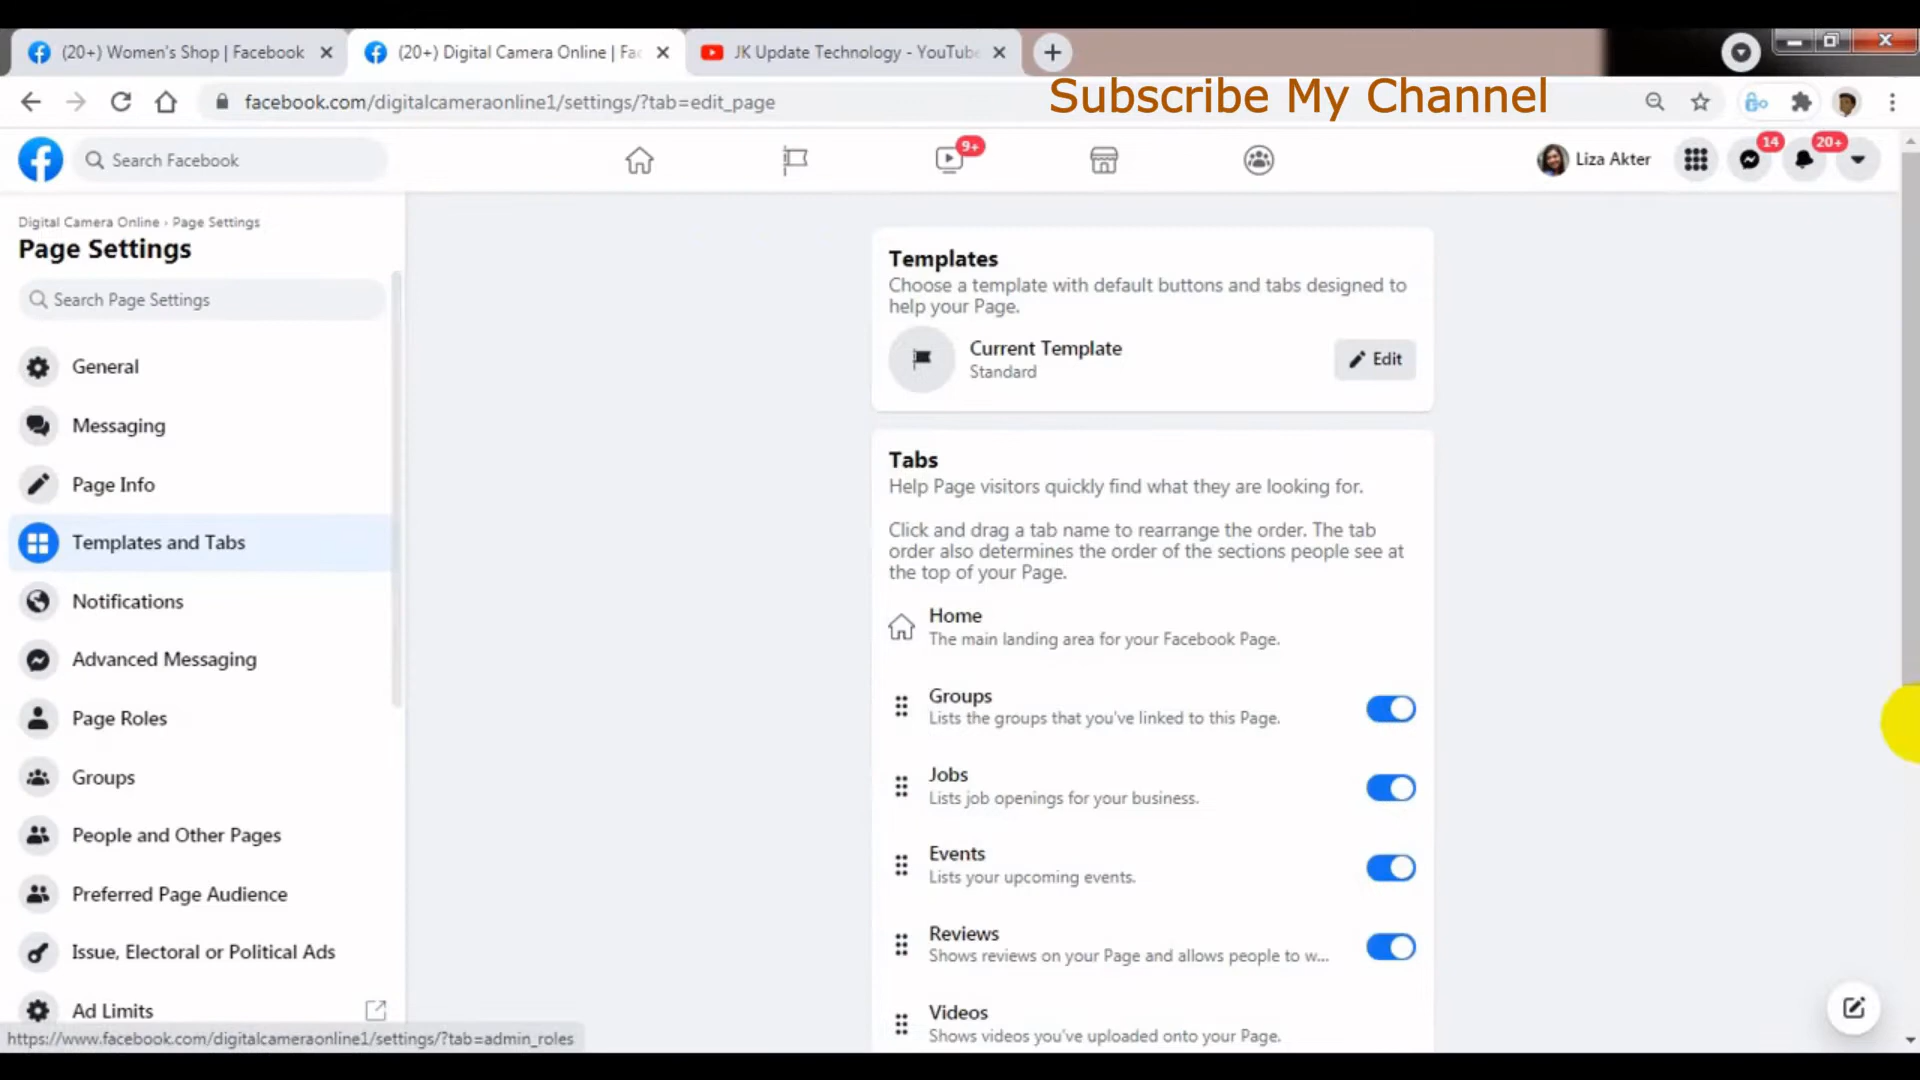 (20+) Women's Shop | Facebook
(20+) Digital Camera Online | Fac
JK Update Technology - YouTube
Subscribe My Channel
facebook.com/digitalcameraonline1/settings/?tab=edit_page
Search Facebook
9+
Liza Akter
14
20+
Digital Camera Online › Page Settings
Page Settings
Search Page Settings
General
Messaging
Page Info
Templates and Tabs
Notifications
Advanced Messaging
Page Roles
Groups
People and Other Pages
Preferred Page Audience
Issue, Electoral or Political Ads
Ad Limits
https://www.facebook.com/digitalcameraonline1/settings/?tab=admin_roles
Templates
Choose a template with default buttons and tabs designed to
help your Page.
Current Template
Standard
Edit
Tabs
Help Page visitors quickly find what they are looking for.
Click and drag a tab name to rearrange the order. The tab
order also determines the order of the sections people see at
the top of your Page.
Home
The main landing area for your Facebook Page.
Groups
Lists the groups that you've linked to this Page.
Jobs
Lists job openings for your business.
Events
Lists your upcoming events.
Reviews
Shows reviews on your Page and allows people to w...
Videos
Shows videos you've uploaded onto your Page.